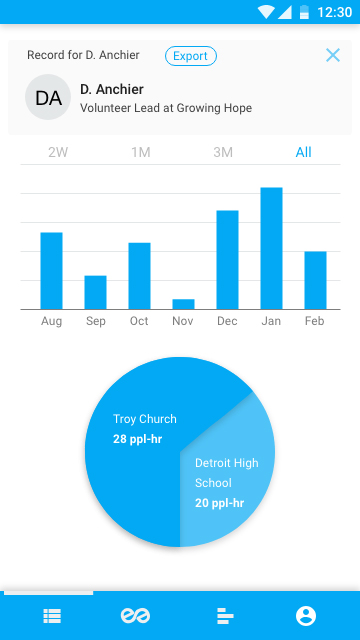 12:30
Record for D. Anchier Export
DA
D. Anchier
Volunteer Lead at Growing Hope
2W 1M 3M All
Aug Sep Oct Nov Dec Jan Feb
Troy Church
28 ppl-hr
Detroit High
School
20 ppl-hr